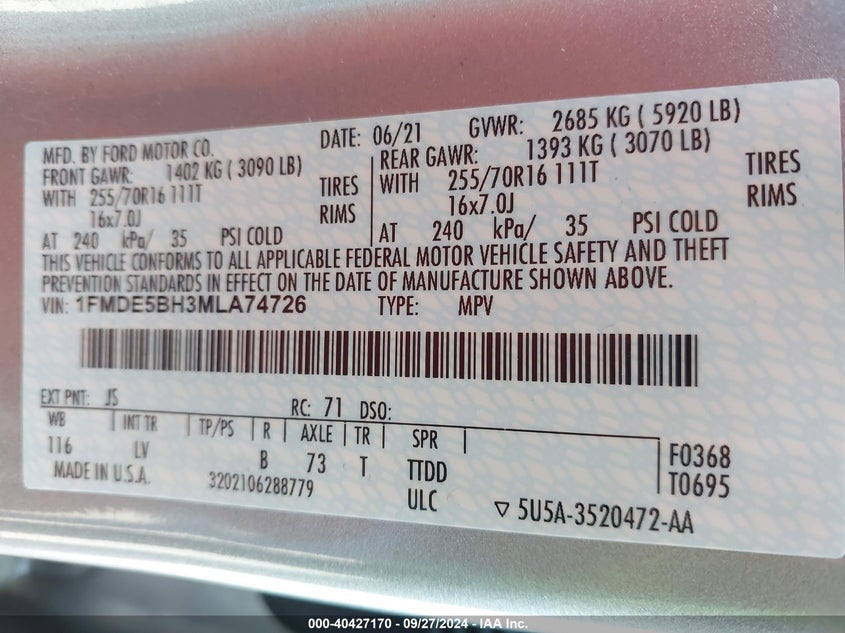 MFD. BY FORD MOTOR CO. DATE: 06/21 GVWR: 2685 KG ( 5920 LB)
FRONT GAWR: 1402 KG ( 3090 LB) REAR GAWR: 1393 KG ( 3070 LB)
WITH 255/70R16 111T TIRES WITH 255/70R16 111T TIRES
16x7.0J RIMS 16x7.0J RIMS
AT 240 kPa/ 35 PSI COLD AT 240 kPa/ 35 PSI COLD
THIS VEHICLE CONFORMS TO ALL APPLICABLE FEDERAL MOTOR VEHICLE SAFETY AND THEFT
PREVENTION STANDARDS IN EFFECT ON THE DATE OF MANUFACTURE SHOWN ABOVE.
VIN: 1FMDE5BH3MLA74726 TYPE: MPV
EXT PNT: JS RC: 71 DSO:
WB INT TR TP/PS R AXLE TR SPR
116 LV B 73 T TTDD F0368
MADE IN U.S.A. 3202106288779 ULC T0695
▽ 5U5A-3520472-AA
000-40427170 - 09/27/2024 - IAA Inc.